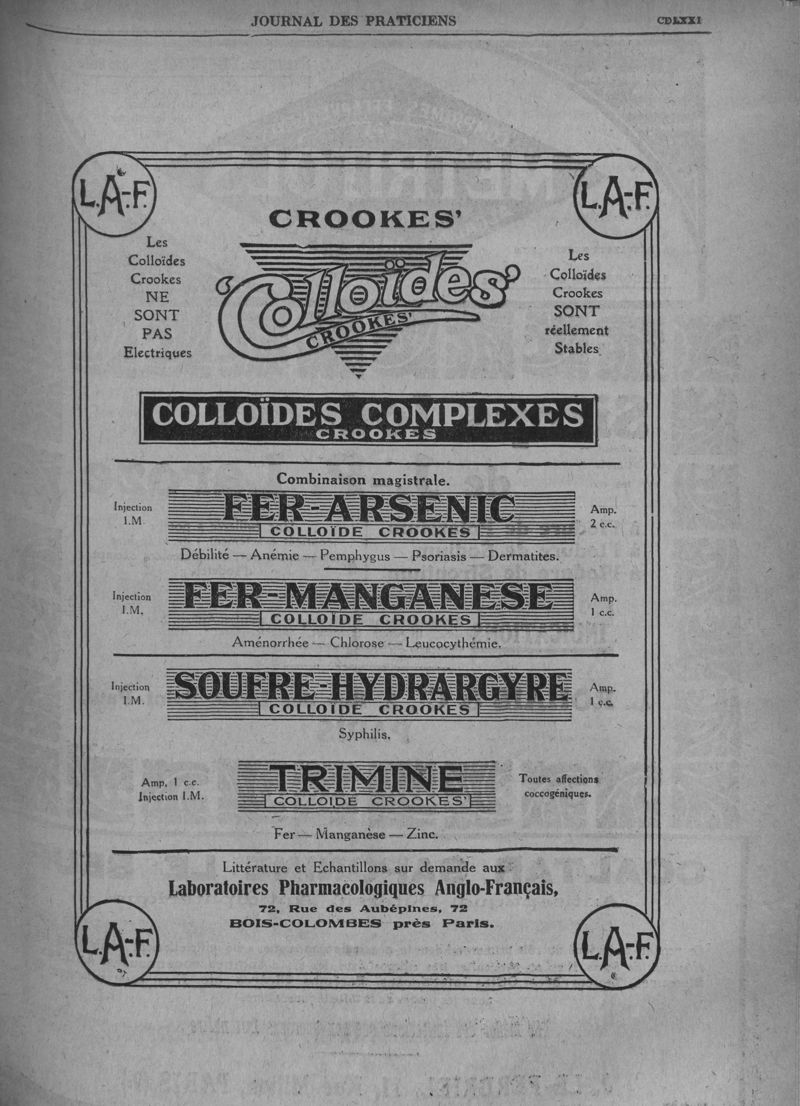 JOURNAL DES PRATICIENS
CDLXXI
L.A.-F.
L.A.-F.
CROOKES'
Les
Colloïdes
Crookes
NE
SONT
PAS
Electriques
'Colloïdes'
CROOKES'
Les
Colloïdes
Crookes
SONT
réellement
Stables
COLLOÏDES COMPLEXES
CROOKES
Combinaison magistrale.
Injection
I.M.
FER-ARSENIC
COLLOÏDE CROOKES
Amp.
2 c.c.
Débilité — Anémie — Pemphygus — Psoriasis — Dermatites.
Injection
I.M.
FER-MANGANESE
COLLOÏDE CROOKES
Amp.
1 c.c.
Aménorrhée — Chlorose — Leucocythémie.
Injection
I.M.
SOUFRE-HYDRARGYRE
COLLOIDE CROOKES
Amp.
1 c.c.
Syphilis.
Amp. 1 c.c.
Injection I.M.
TRIMINE
COLLOIDE CROOKES'
Toutes affections
coccogéniques.
Fer — Manganèse — Zinc.
Littérature et Echantillons sur demande aux
Laboratoires Pharmacologiques Anglo-Français,
72, Rue des Aubépines, 72
BOIS-COLOMBES près Paris.
L.A.-F.
L.A.-F.